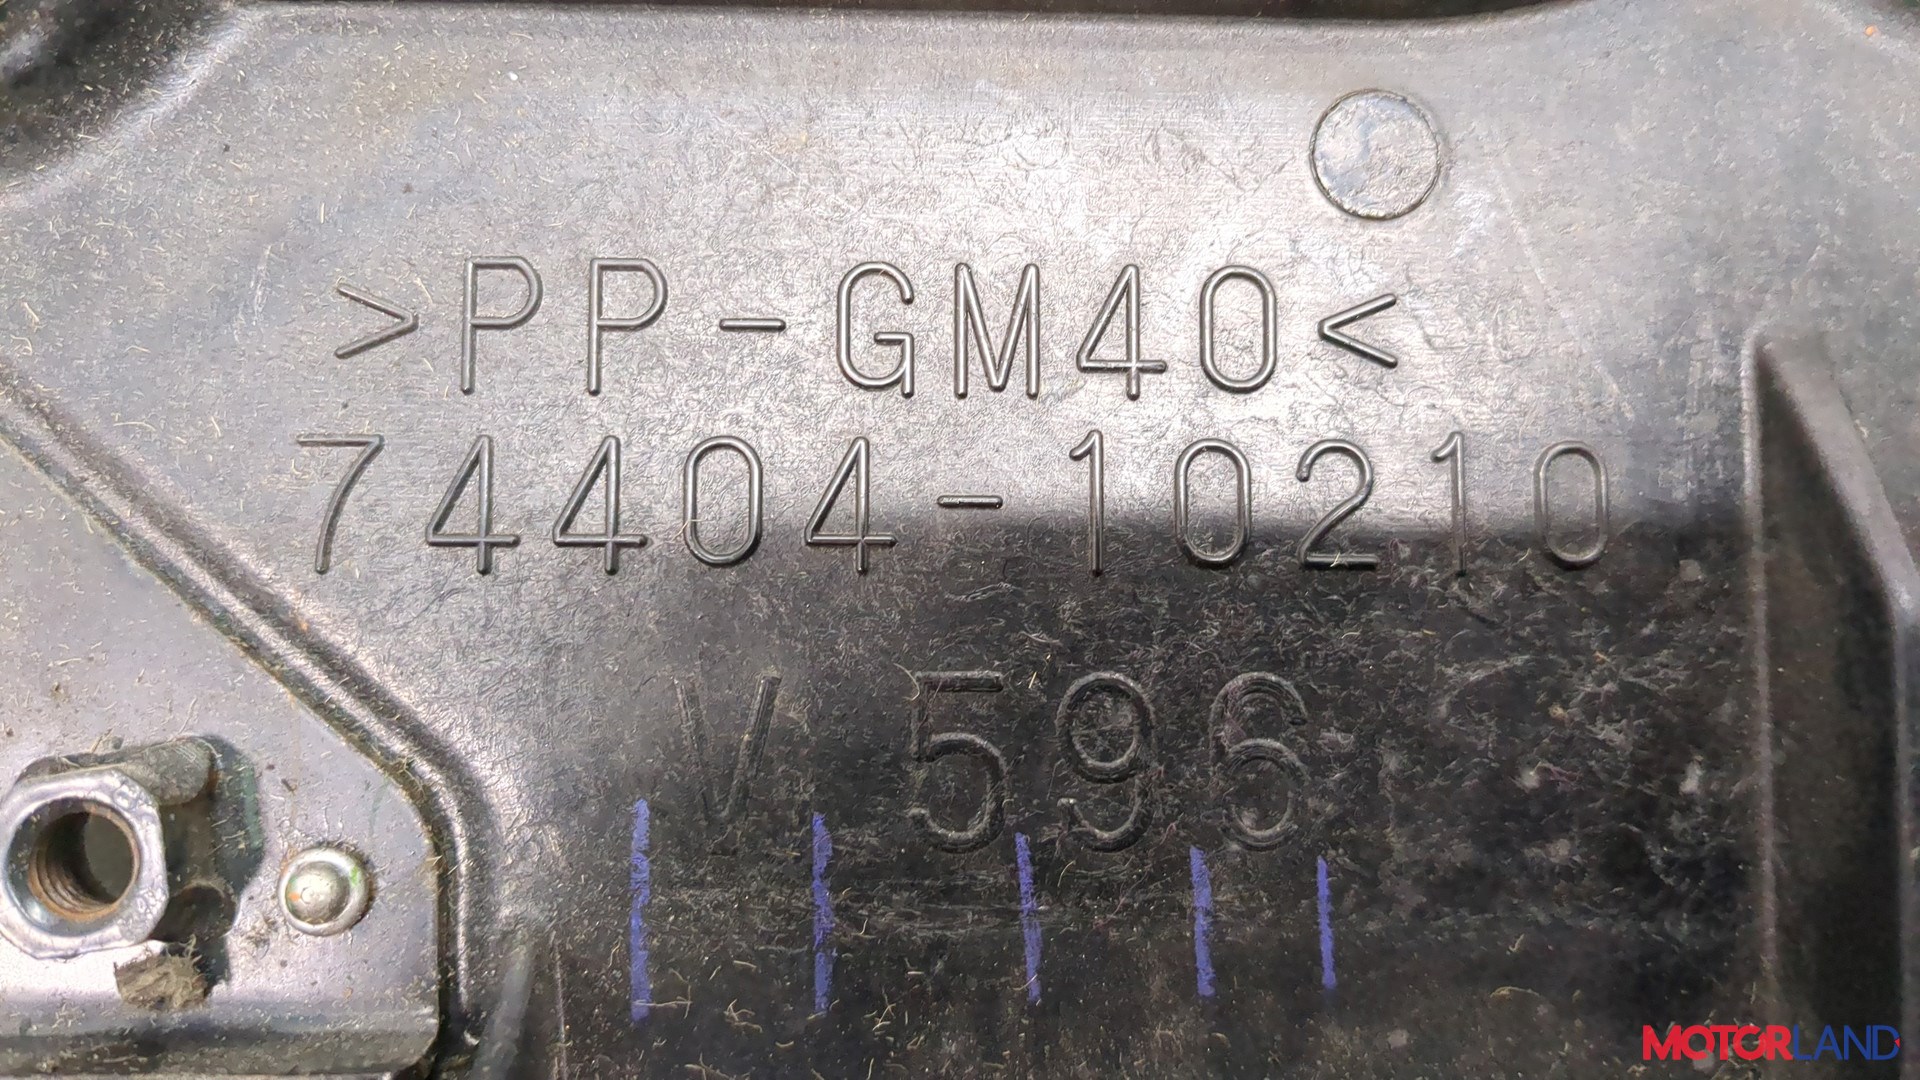 >PP-GM40<
74404-10210
V 596
MOTORLAND